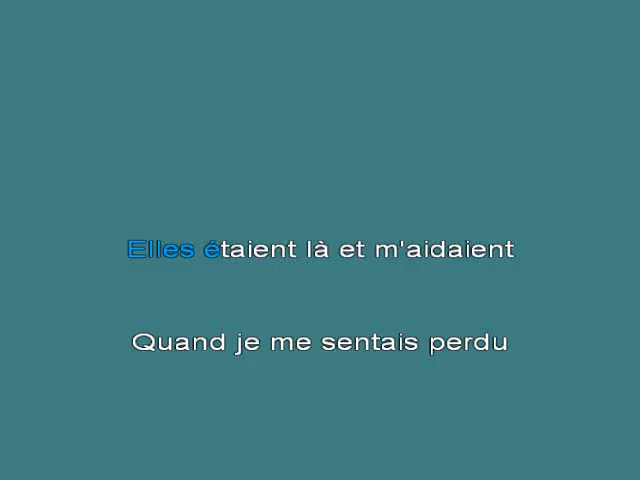 Elles étaient là et m'aidaient
Quand je me sentais perdu